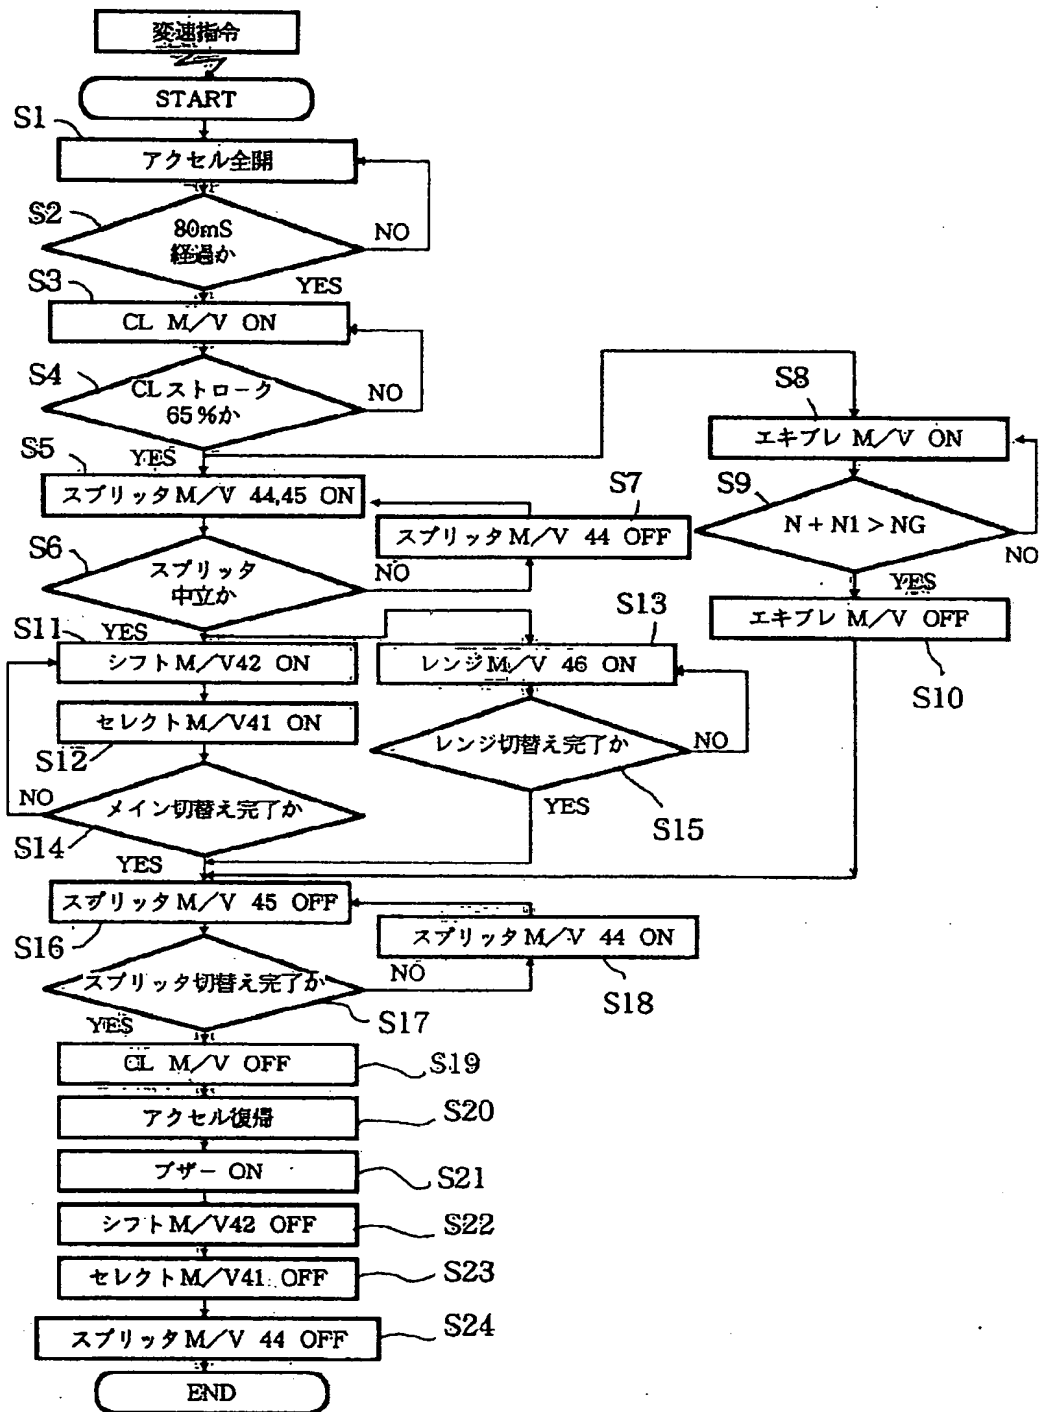 変速指令
START
S1
アクセル全開
S2
80mS
経過か
NO
YES
S3
CL M/V ON
S4
CLストローク
65%か
NO
YES
S5
スプリッタM/V 44,45 ON
S6
スプリッタ
中立か
NO
YES
S7
スプリッタM/V 44 OFF
S8
エキブレ M/V ON
S9
N + N1 > NG
NO
YES
エキブレ M/V OFF
S10
S11
シフトM/V42 ON
セレクトM/V41 ON
S12
S13
レンジM/V 46 ON
レンジ切替え完了か
NO
YES
S15
メイン切替え完了か
NO
S14
YES
スプリッタM/V 45 OFF
S16
スプリッタ切替え完了か
NO
S17
YES
スプリッタM/V 44 ON
S18
CL M/V OFF
S19
アクセル復帰
S20
ブザー ON
S21
シフトM/V42 OFF
S22
セレクトM/V41 OFF
S23
スプリッタM/V 44 OFF
S24
END